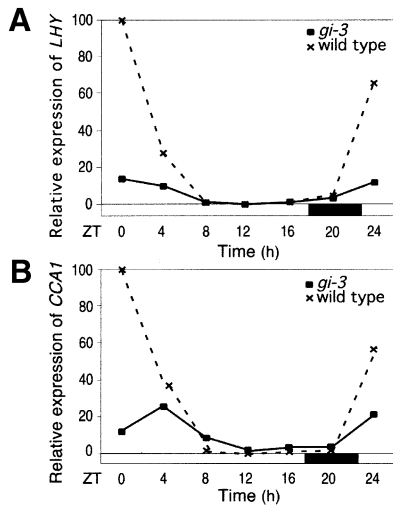 A
Relative expression of LHY
100
80
60
40
20
0
gi-3
wild type
ZT 0 4 8 12 16 20 24
Time (h)
B
Relative expression of CCA1
100
80
60
40
20
0
gi-3
wild type
ZT 0 4 8 12 16 20 24
Time (h)